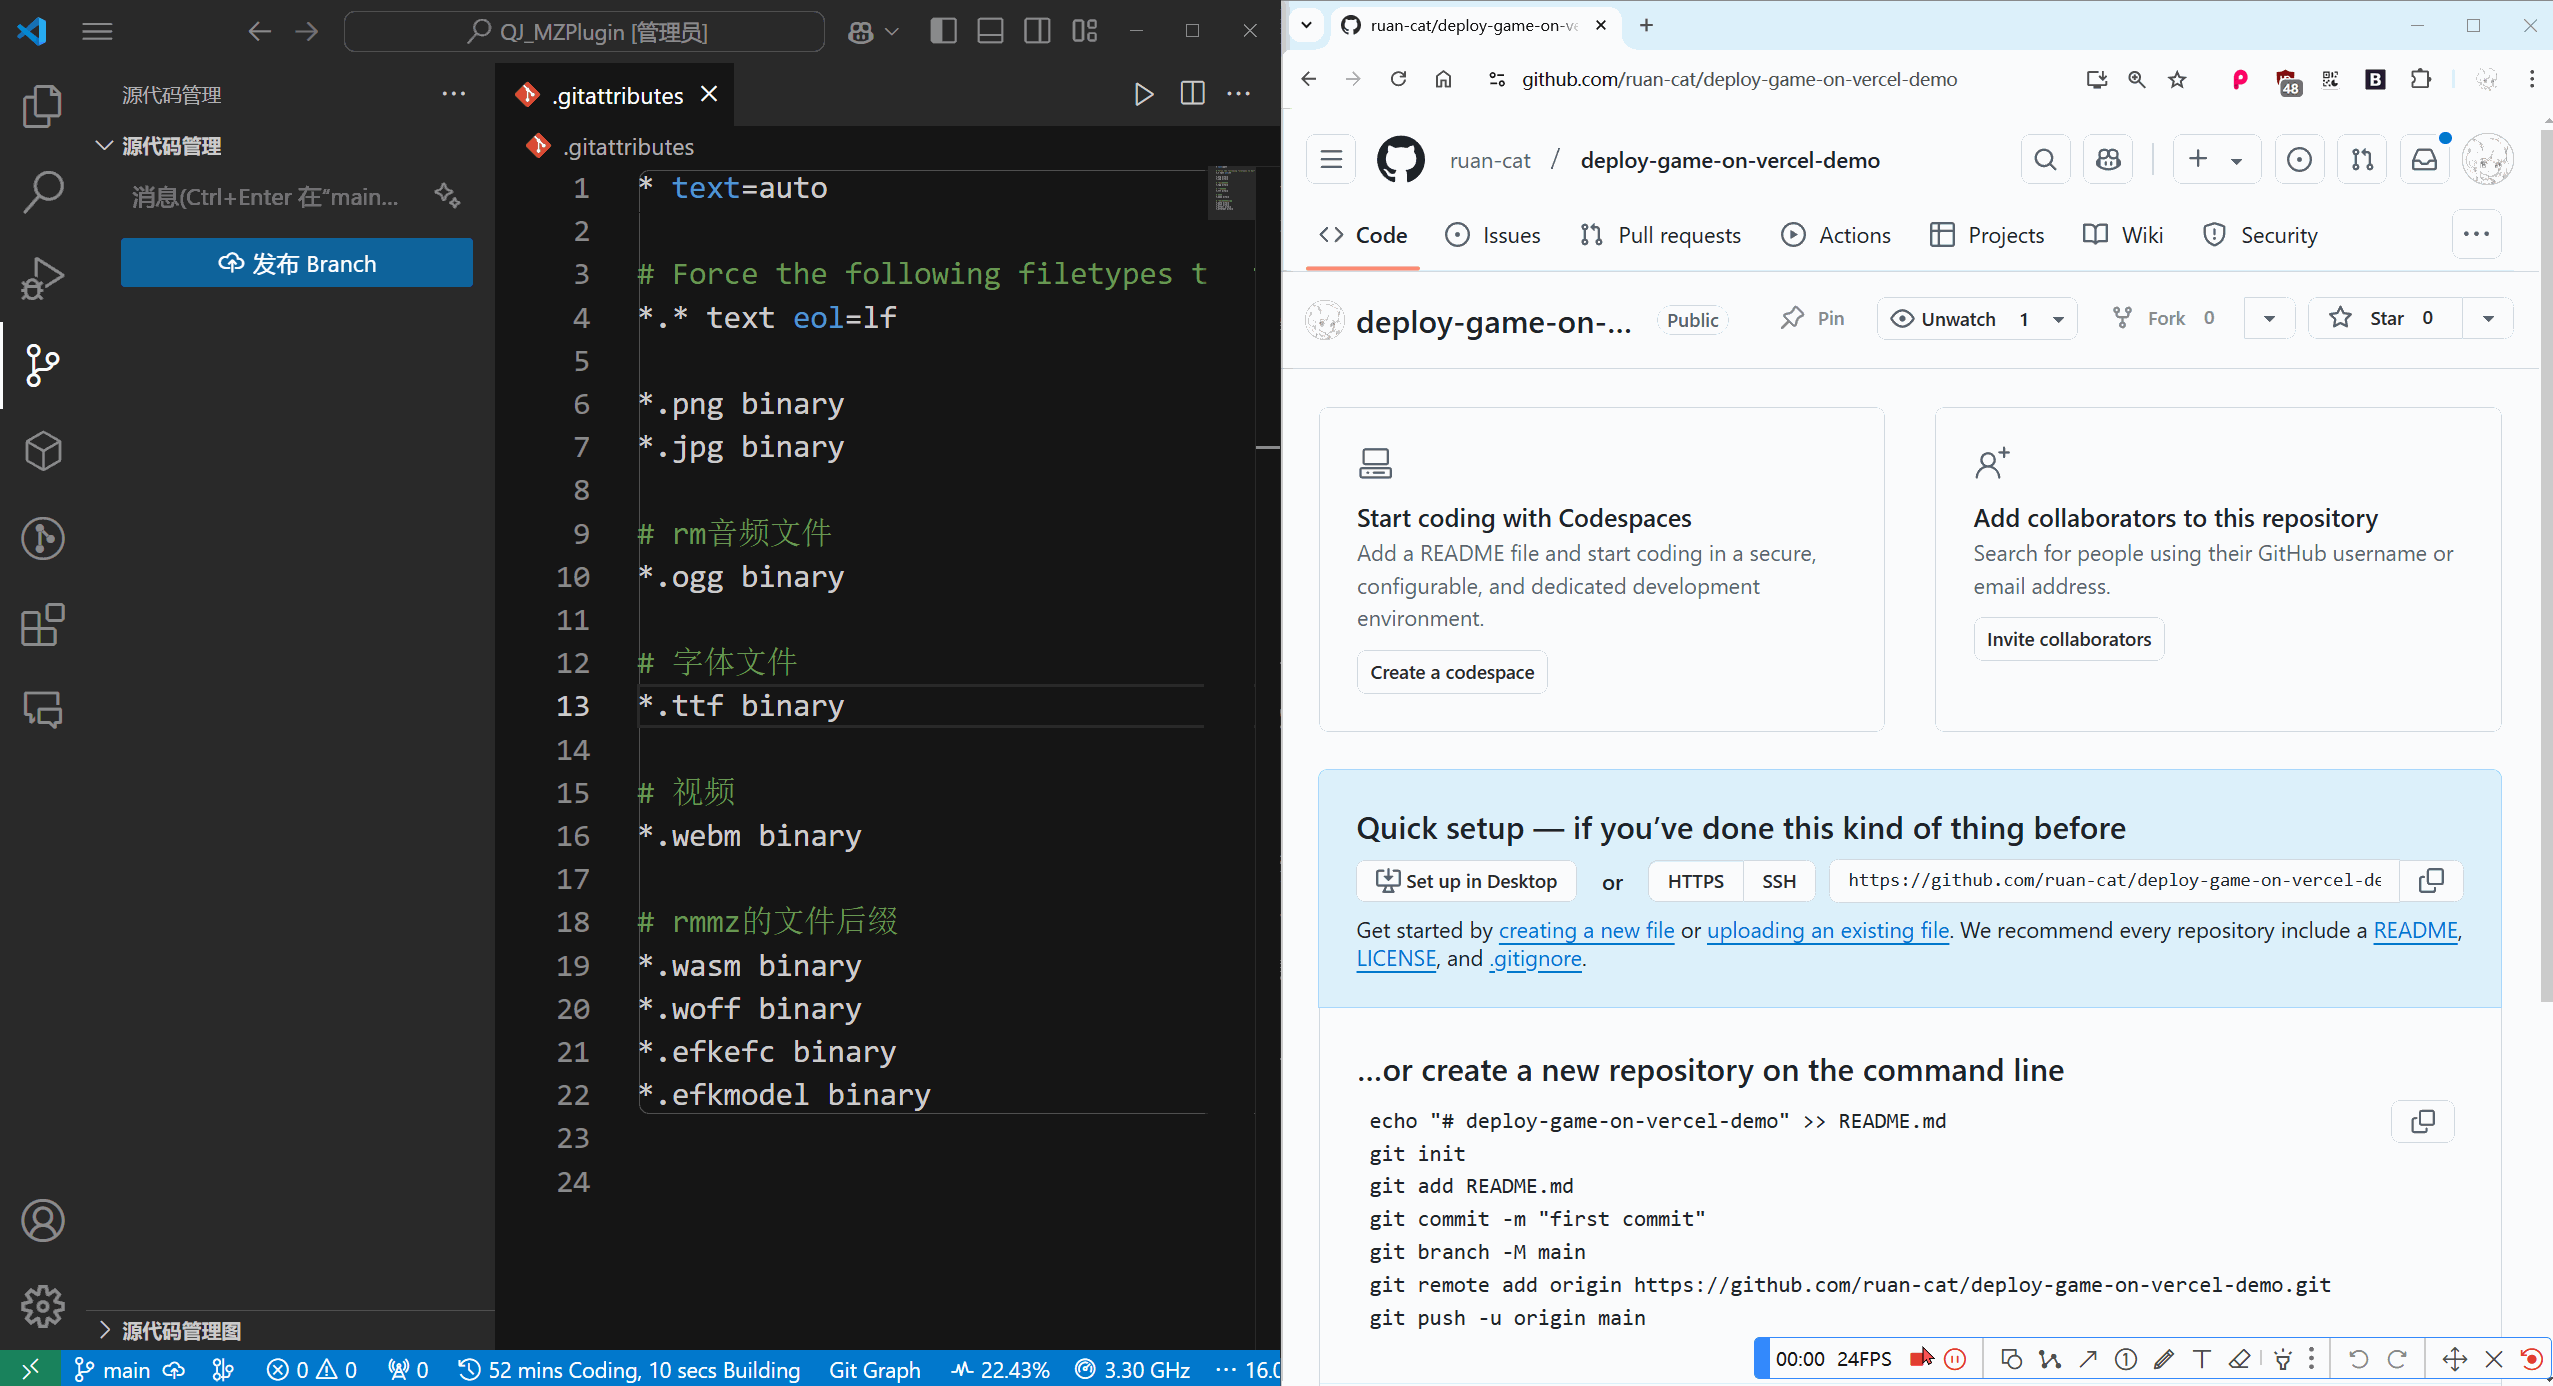 QJ_MZPlugin [管理员]
源代码管理
源代码管理
消息(Ctrl+Enter 在“main...
发布 Branch
源代码管理图
.gitattributes
.gitattributes
1 * text=auto
2
3 # Force the following filetypes t
4 *.* text eol=lf
5
6 *.png binary
7 *.jpg binary
8
9 # rm音频文件
10 *.ogg binary
11
12 # 字体文件
13 *.ttf binary
14
15 # 视频
16 *.webm binary
17
18 # rmmz的文件后缀
19 *.wasm binary
20 *.woff binary
21 *.efkefc binary
22 *.efkmodel binary
23
24
main 0 0 0 52 mins Coding, 10 secs Building Git Graph 22.43% 3.30 GHz ··· 16.0
ruan-cat/deploy-game-on-v
github.com/ruan-cat/deploy-game-on-vercel-demo
48
ruan-cat / deploy-game-on-vercel-demo
Code Issues Pull requests Actions Projects Wiki Security
deploy-game-on-... Public Pin Unwatch 1 Fork 0 Star 0
Start coding with Codespaces
Add a README file and start coding in a secure,
configurable, and dedicated development
environment.
Create a codespace
Add collaborators to this repository
Search for people using their GitHub username or
email address.
Invite collaborators
Quick setup — if you’ve done this kind of thing before
Set up in Desktop or HTTPS SSH https://github.com/ruan-cat/deploy-game-on-vercel-de
Get started by creating a new file or uploading an existing file. We recommend every repository include a README,
LICENSE, and .gitignore.
...or create a new repository on the command line
echo "# deploy-game-on-vercel-demo" >> README.md
git init
git add README.md
git commit -m "first commit"
git branch -M main
git remote add origin https://github.com/ruan-cat/deploy-game-on-vercel-demo.git
git push -u origin main
00:00 24FPS